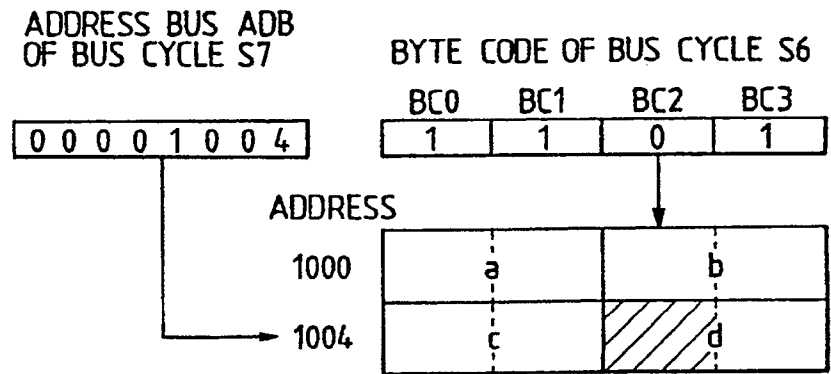 ADDRESS BUS ADB
OF BUS CYCLE S7
BYTE CODE OF BUS CYCLE S6
BC0 BC1 BC2 BC3
0 0 0 0 1 0 0 4
1 1 0 1
ADDRESS
1000 a b
1004 c d